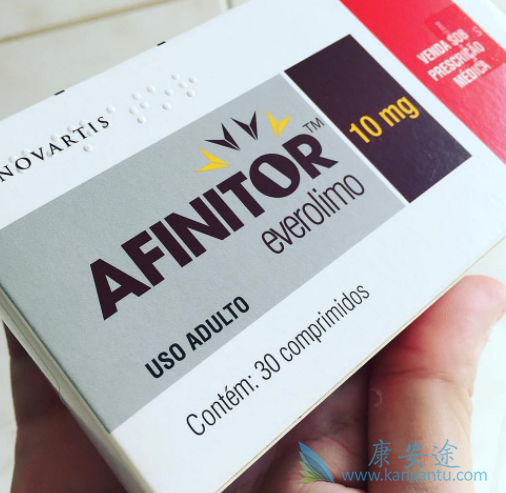 NOVARTIS
AFINITOR™
everolimo
10 mg
VENDA SOB
PRESCRIÇÃO
MÉDICA
USO ADULTO
Contém: 30 comprimidos
康安途
www.kangantu.com